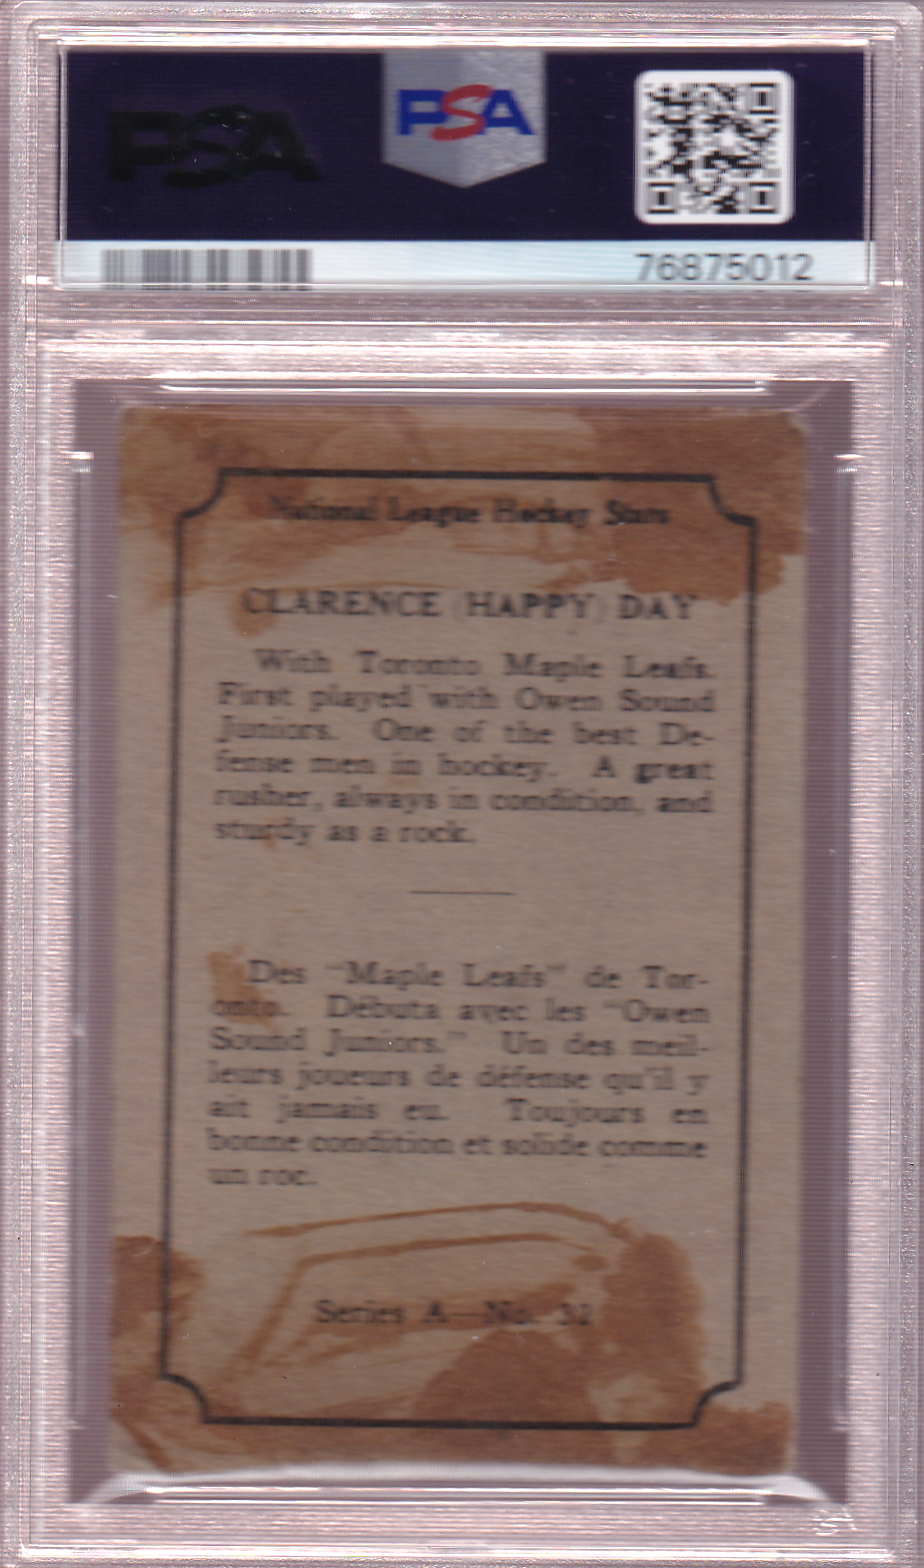 PSA
PSA
76875012
National League Hockey Stars
CLARENCE (HAPPY) DAY
With Toronto Maple Leafs.
First played with Owen Sound
Juniors. One of the best De-
fense men in hockey. A great
rusher, always in condition, and
sturdy as a rock.
Des "Maple Leafs" de Tor-
onto. Débuta avec les "Owen
Sound Juniors." Un des meil-
leurs joueurs de défense qu'il y
ait jamais eu. Toujours en
bonne condition et solide comme
un roc.
Series A—No.